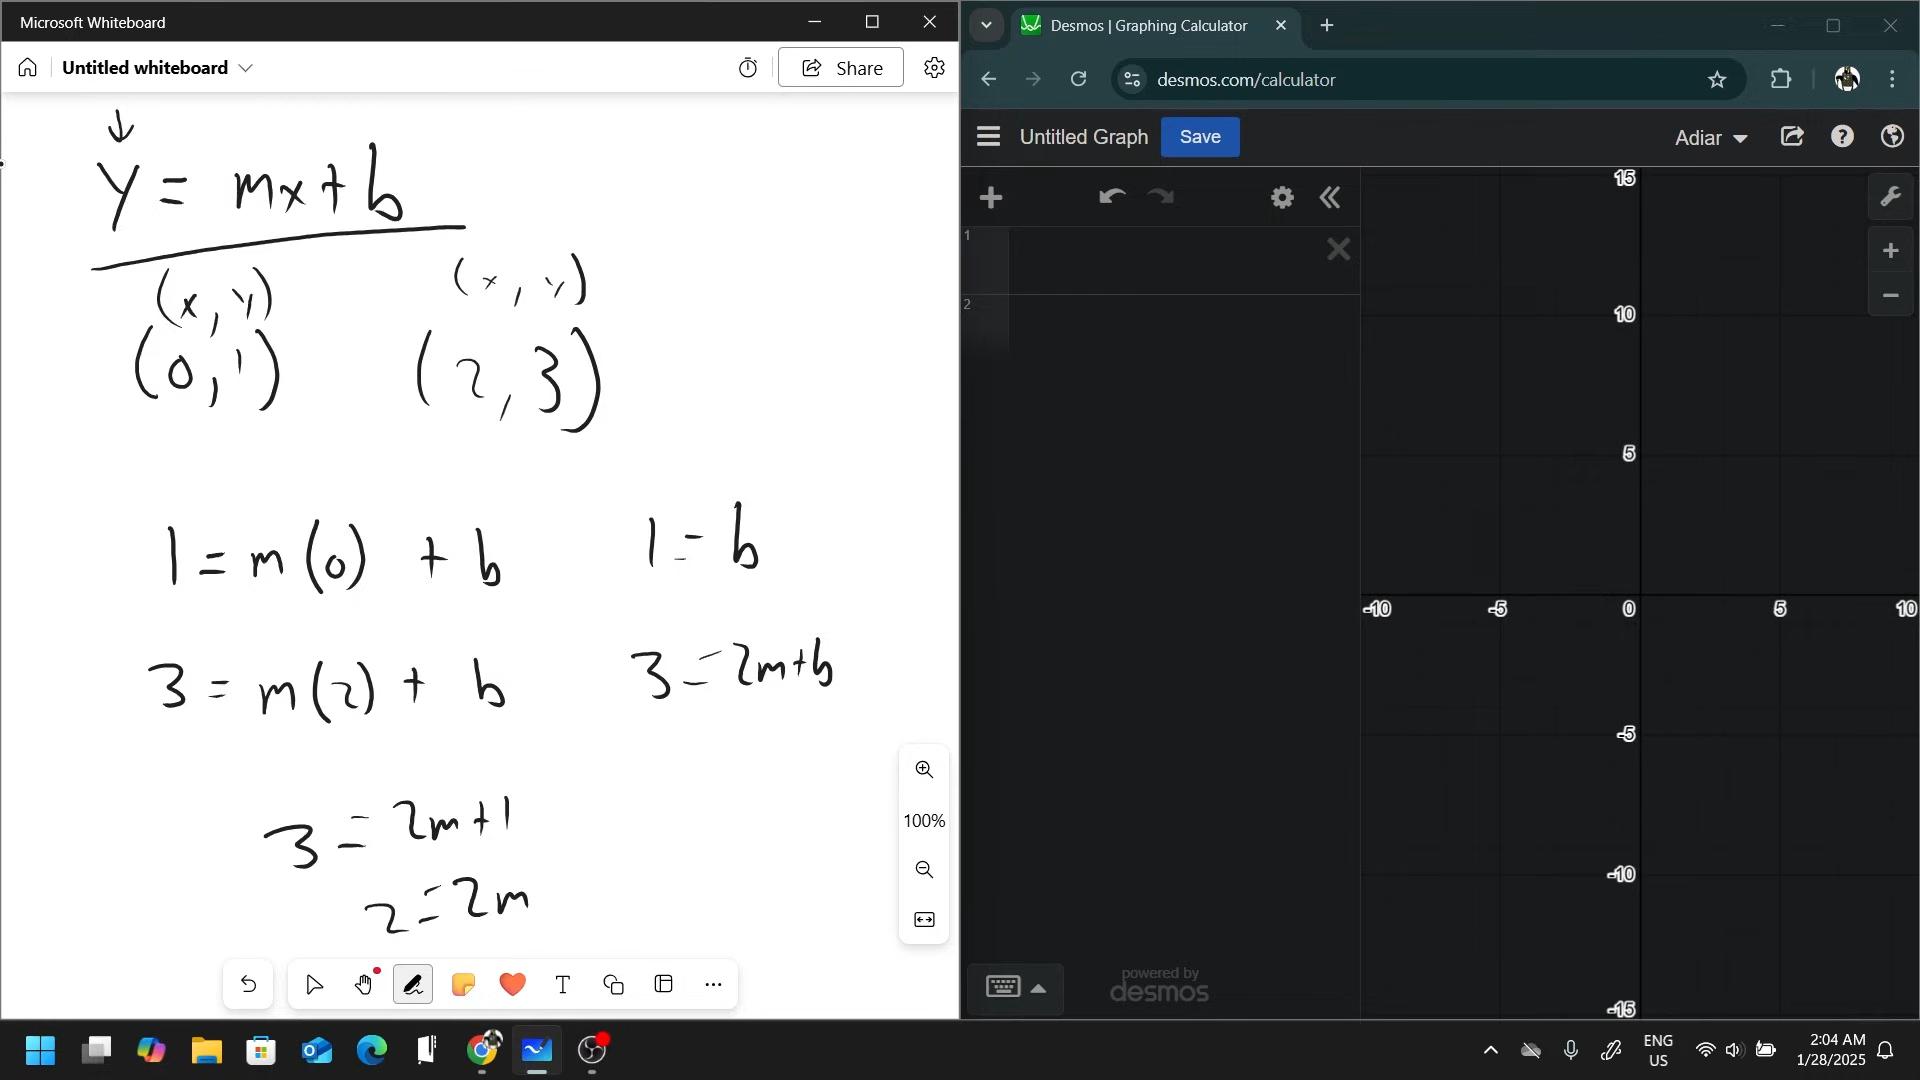 Microsoft Whiteboard
Untitled whiteboard
Share
y = mx + b
(x, y) (x, y)
(0, 1) (2, 3)
1 = m(0) + b 1 = b
3 = m(2) + b 3 = 2m+b
3 = 2m+1
2 = 2m
100%
T
Desmos | Graphing Calculator
desmos.com/calculator
Untitled Graph Save Adiar
1
2
powered by
desmos
15
10
5
-10 -5 0 5 10
-5
-10
-15
ENG
US
2:04 AM
1/28/2025